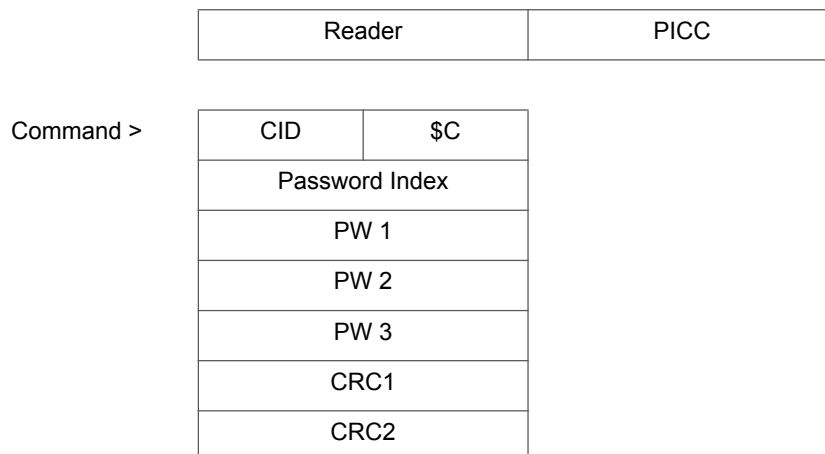 Reader PICC
Command > CID $C
Password Index
PW 1
PW 2
PW 3
CRC1
CRC2